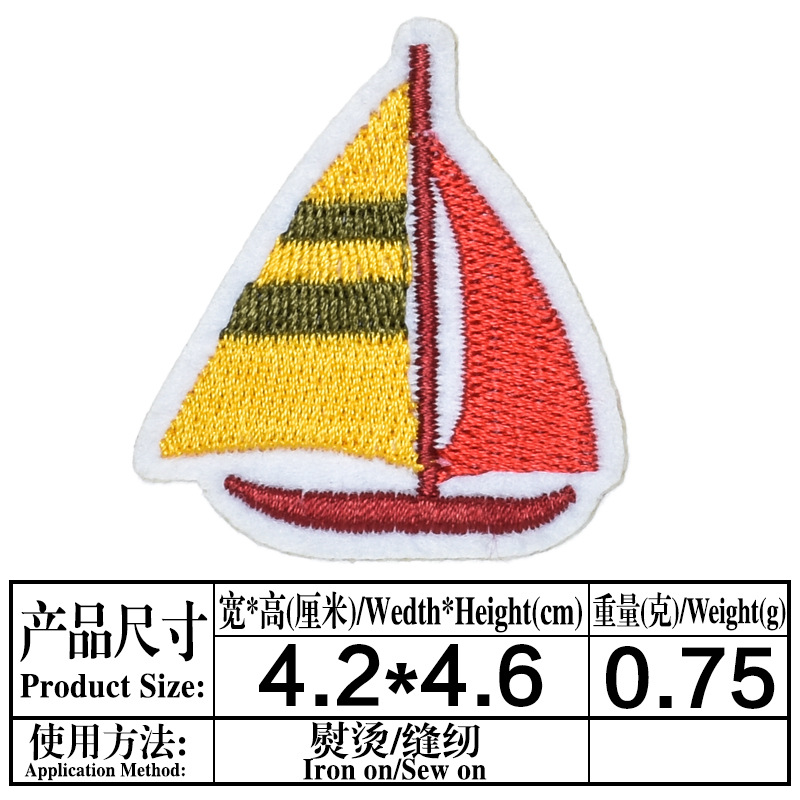 产品尺寸
Product Size:
宽*高(厘米)/Wedth*Height(cm)
重量(克)/Weight(g)
4.2*4.6
0.75
使用方法:
Application Method:
熨烫/缝纫
Iron on/Sew on